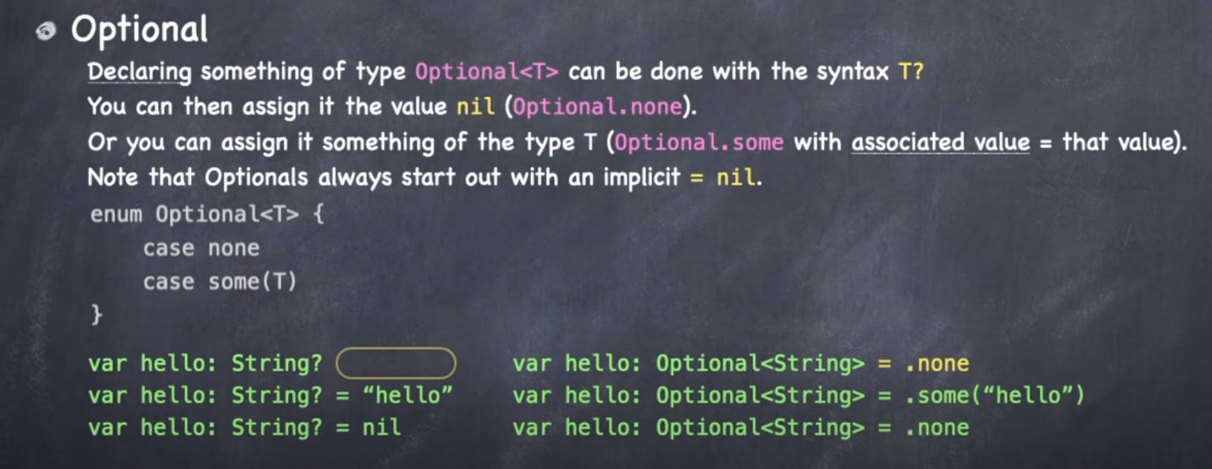 Optional
Declaring something of type Optional<T> can be done with the syntax T?
You can then assign it the value nil (Optional.none).
Or you can assign it something of the type T (Optional.some with associated value = that value).
Note that Optionals always start out with an implicit = nil.
enum Optional<T> {
    case none
    case some(T)
}
var hello: String?    var hello: Optional<String> = .none
var hello: String? = “hello”    var hello: Optional<String> = .some(“hello”)
var hello: String? = nil    var hello: Optional<String> = .none